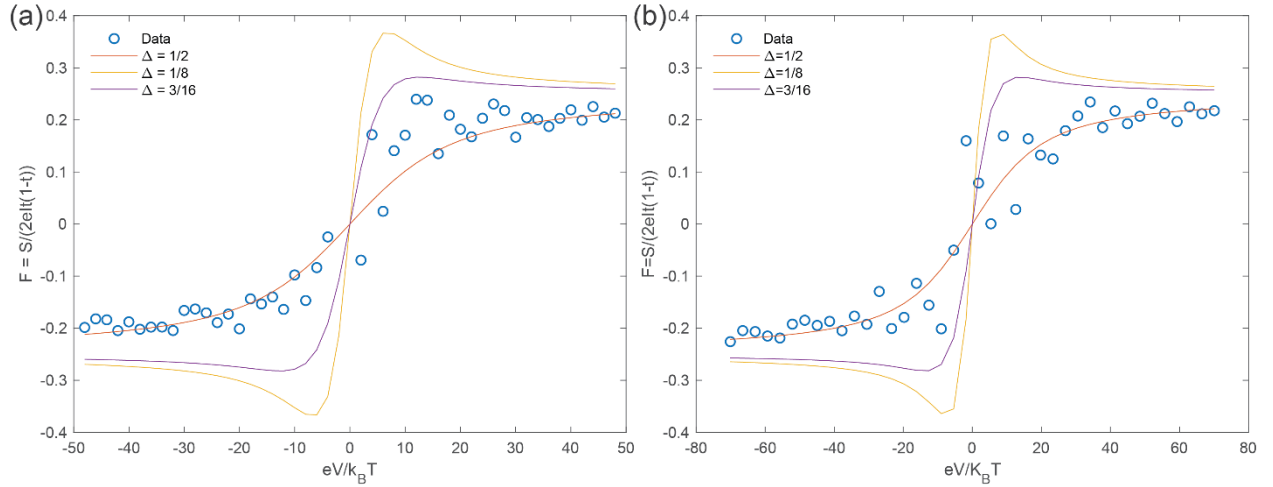 (a)
0.4
0.3
0.2
0.1
0
-0.1
-0.2
-0.3
-0.4
F = S/(2eIt(1-t))
Data
Δ = 1/2
Δ = 1/8
Δ = 3/16
-50 -40 -30 -20 -10 0 10 20 30 40 50
eV/k_BT
(b)
0.4
0.3
0.2
0.1
0
-0.1
-0.2
-0.3
-0.4
F=S/(2eIt(1-t))
Data
Δ=1/2
Δ=1/8
Δ=3/16
-80 -60 -40 -20 0 20 40 60 80
eV/K_BT